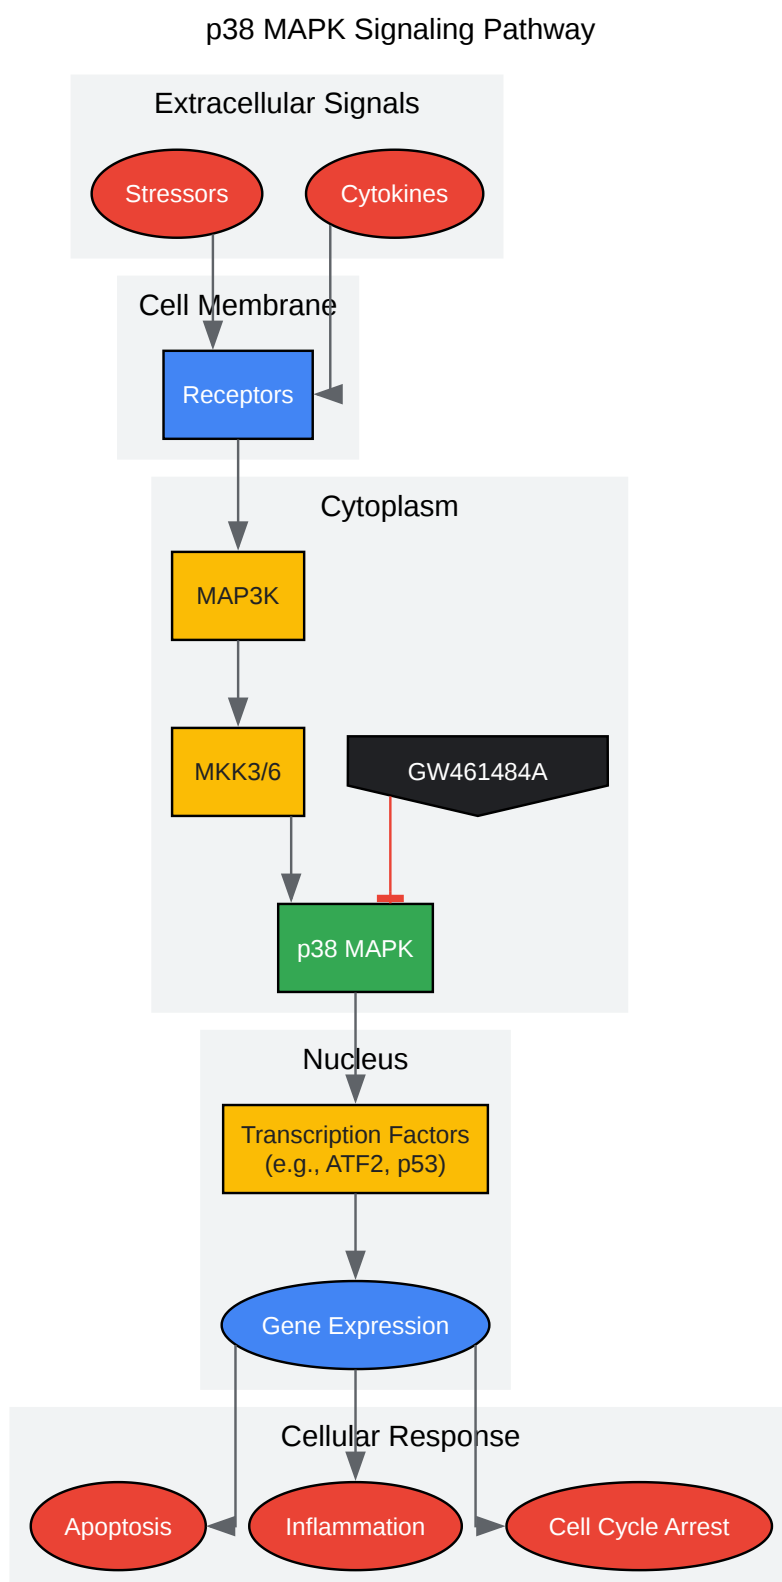 p38 MAPK Signaling Pathway
Extracellular Signals
Stressors
Cytokines
Cell Membrane
Receptors
Cytoplasm
MAP3K
MKK3/6
GW461484A
p38 MAPK
Nucleus
Transcription Factors
(e.g., ATF2, p53)
Gene Expression
Cellular Response
Apoptosis
Inflammation
Cell Cycle Arrest